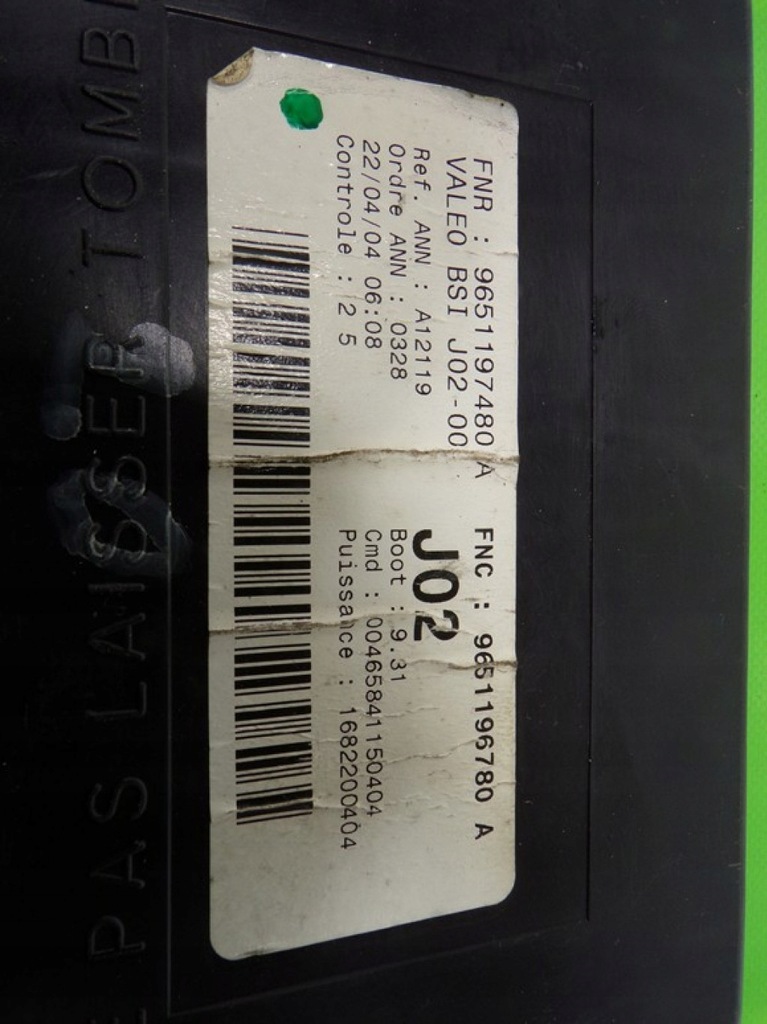 FNR : 9651197480 A FNC : 9651196780 A
VALEO BSI J02-00
J02
Ref. ANN : A12119
Boot : 9.31
Ordre ANN : 0328
Cmd : 00465841150404
22/04/04 06:08
Puissance : 1682200404
Controle : 2 5
PAS LAISSER TOMB